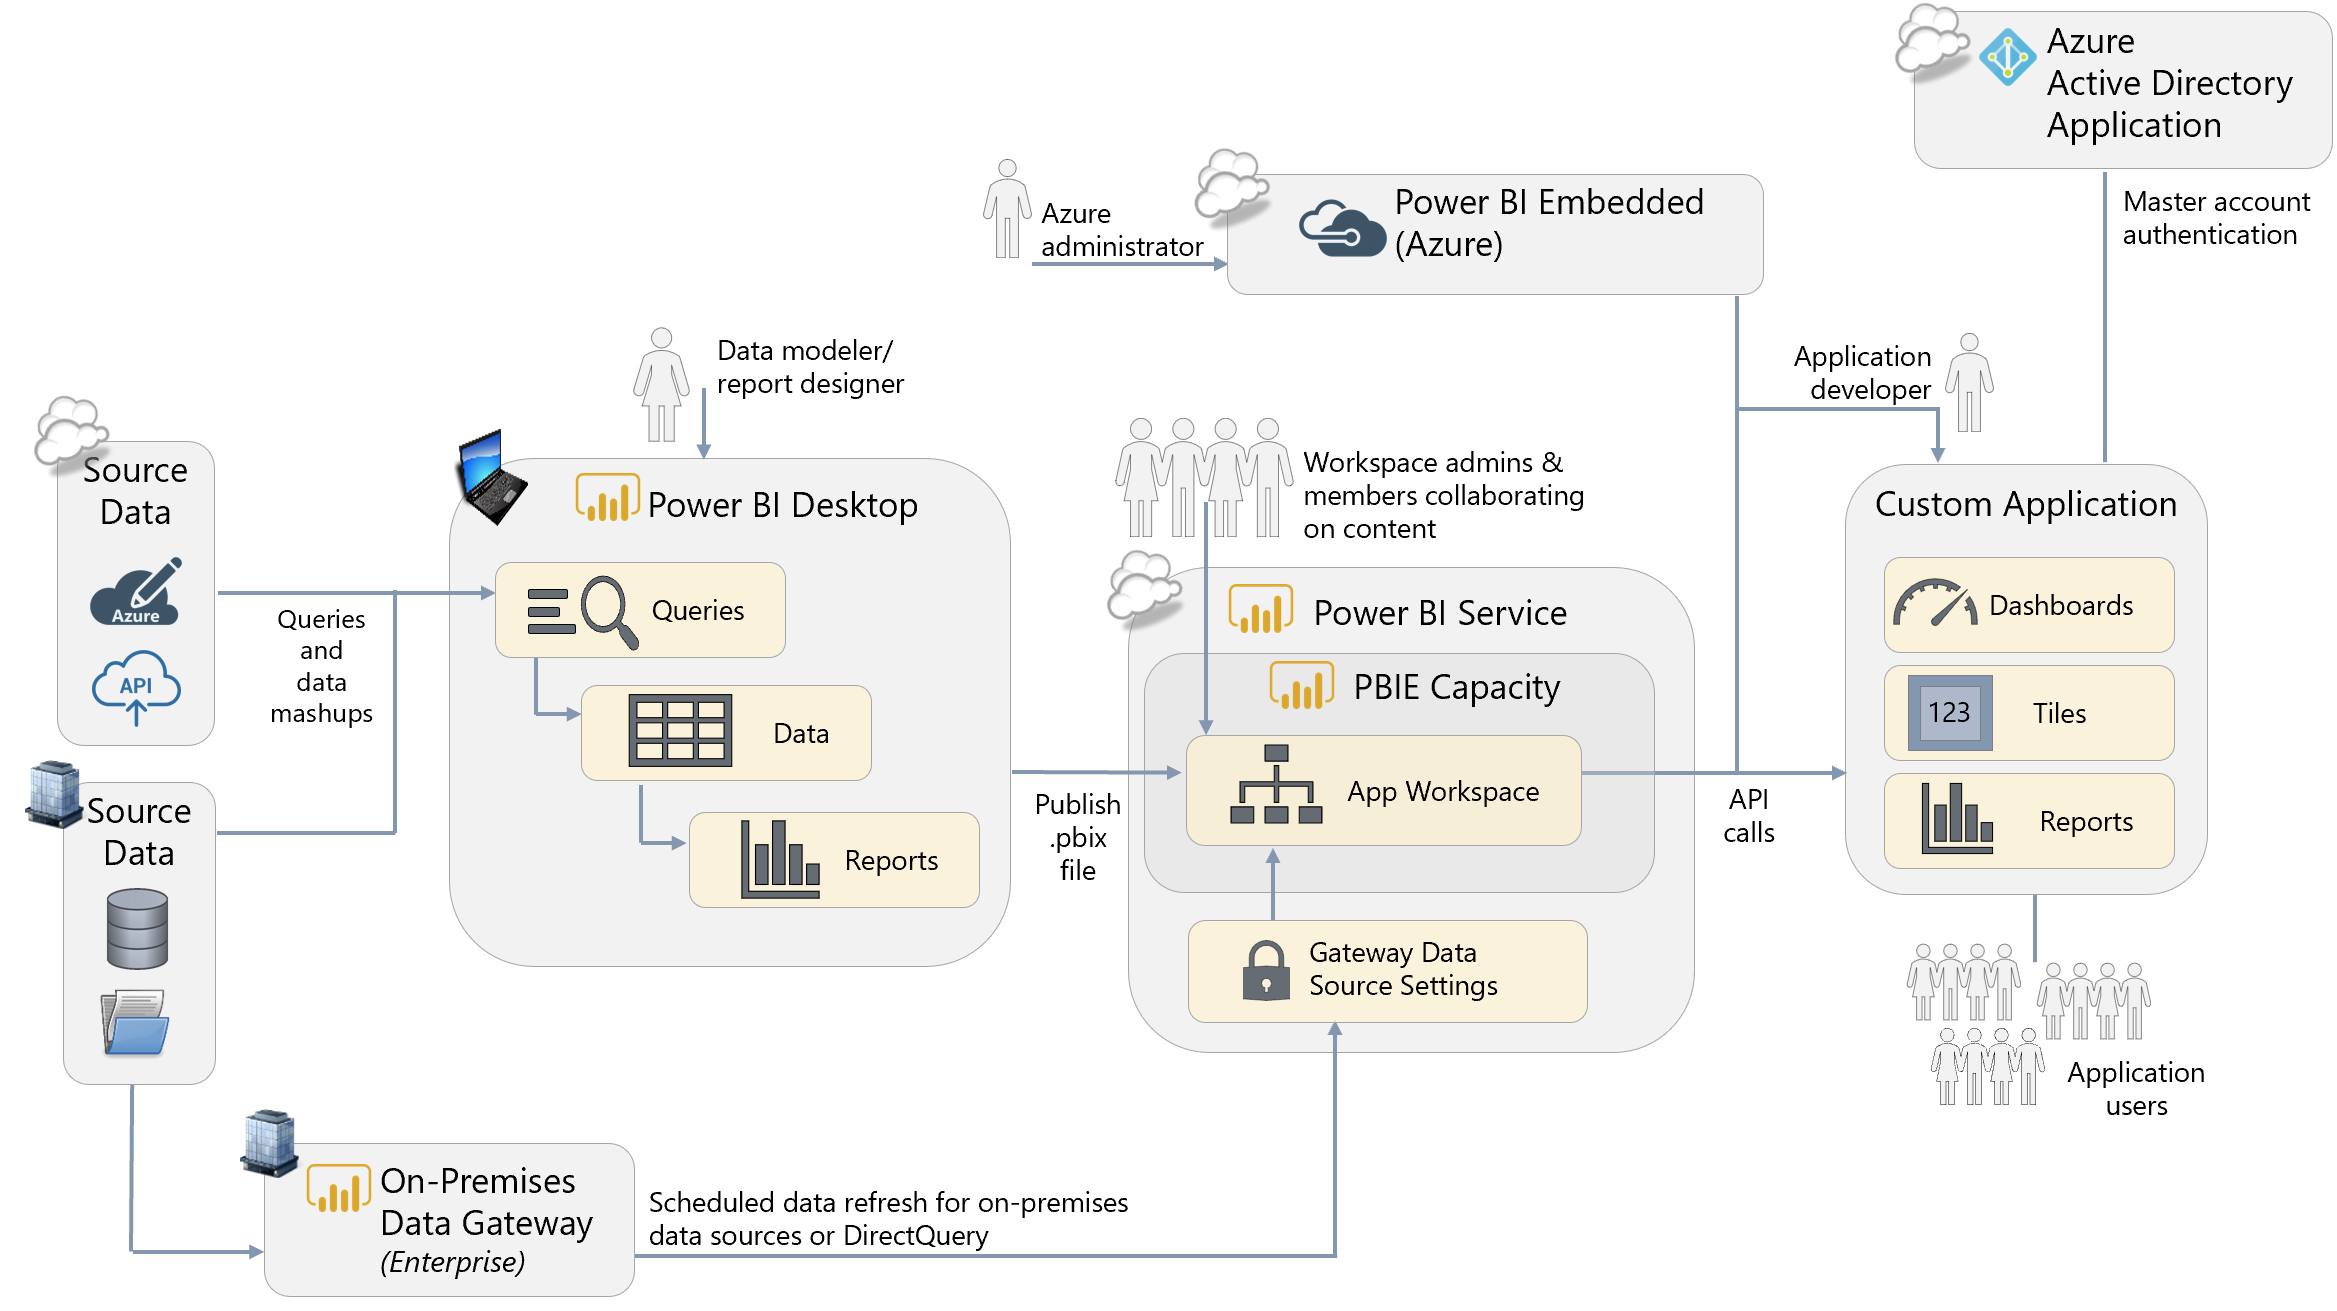 Azure
Active Directory
Application
Master account
authentication
Power BI Embedded
(Azure)
Azure
administrator
Data modeler/
report designer
Application
developer
Workspace admins &
members collaborating
on content
Source
Data
Azure
API
Queries
and
data
mashups
Source
Data
Power BI Desktop
Queries
Data
Reports
Publish
.pbix
file
Power BI Service
PBIE Capacity
App Workspace
Gateway Data
Source Settings
API
calls
Custom Application
Dashboards
123
Tiles
Reports
Application
users
On-Premises
Data Gateway
(Enterprise)
Scheduled data refresh for on-premises
data sources or DirectQuery